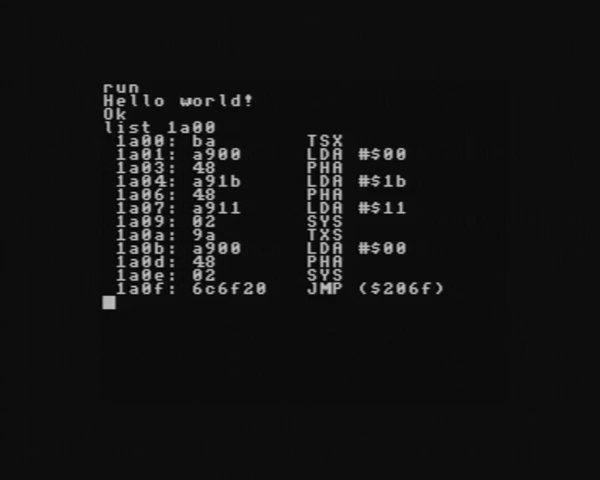 run
Hello world!
Ok
list 1a00
1a00: ba TSX
1a01: a900 LDA #$00
1a03: 48 PHA
1a04: a91b LDA #$1b
1a06: 48 PHA
1a07: a911 LDA #$11
1a09: 02 SYS
1a0a: 9a TXS
1a0b: a900 LDA #$00
1a0d: 48 PHA
1a0e: 02 SYS
1a0f: 6c6f20 JMP ($206f)